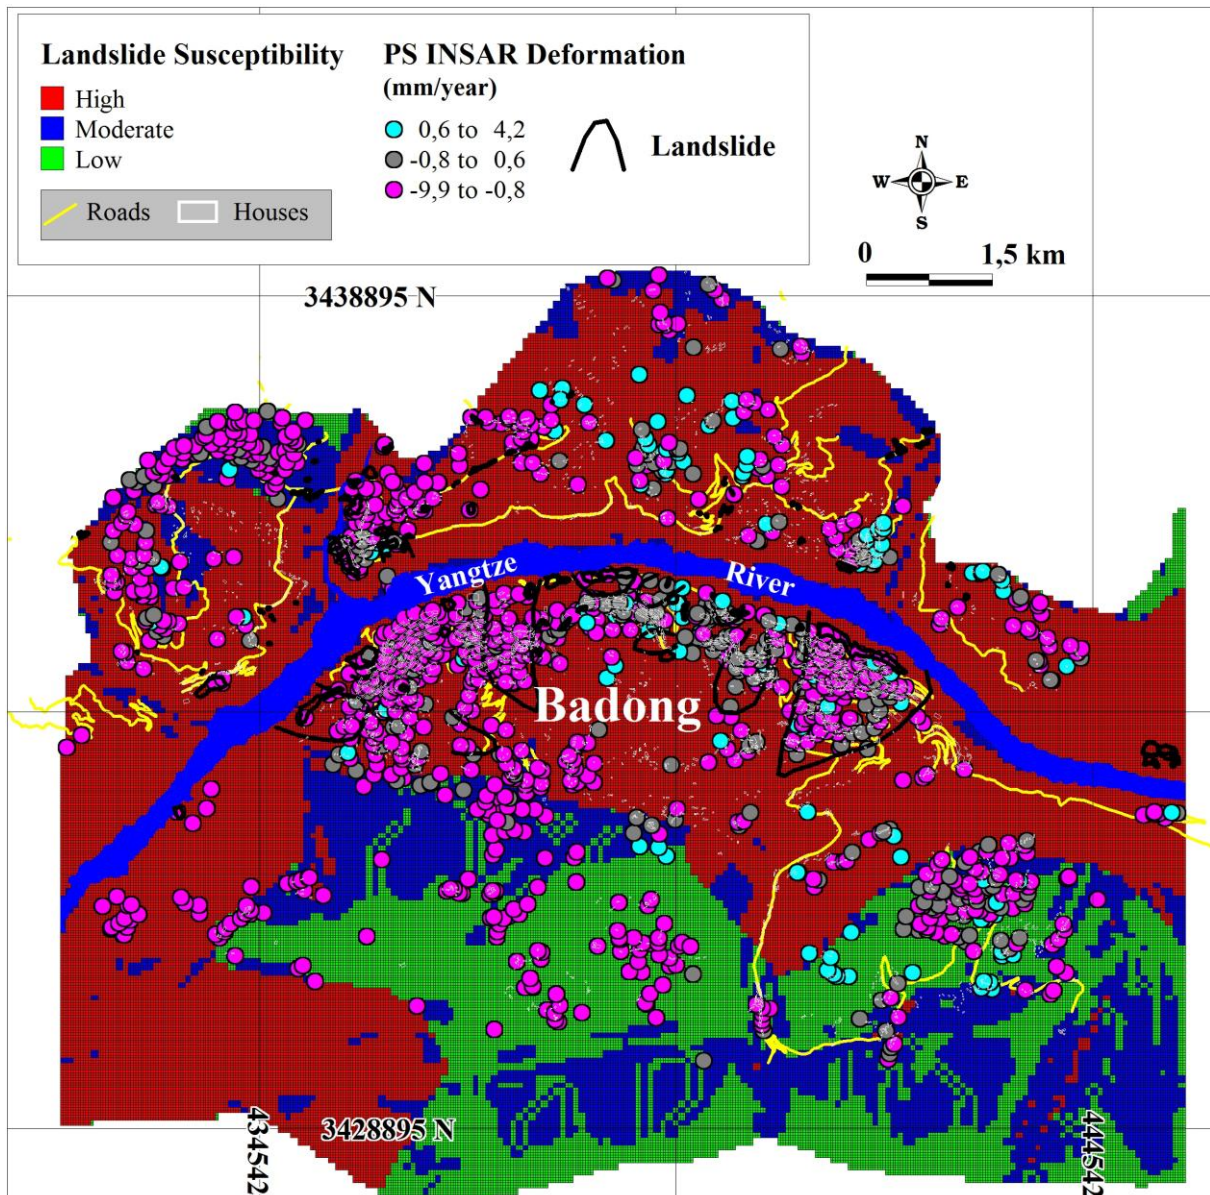 Landslide Susceptibility
High
Moderate
Low
Roads
Houses
PS INSAR Deformation
(mm/year)
0,6 to 4,2
-0,8 to 0,6
-9,9 to -0,8
Landslide
N
W E
S
0 1,5 km
3438895 N
Yangtze River
Badong
434542
3428895 N
444542